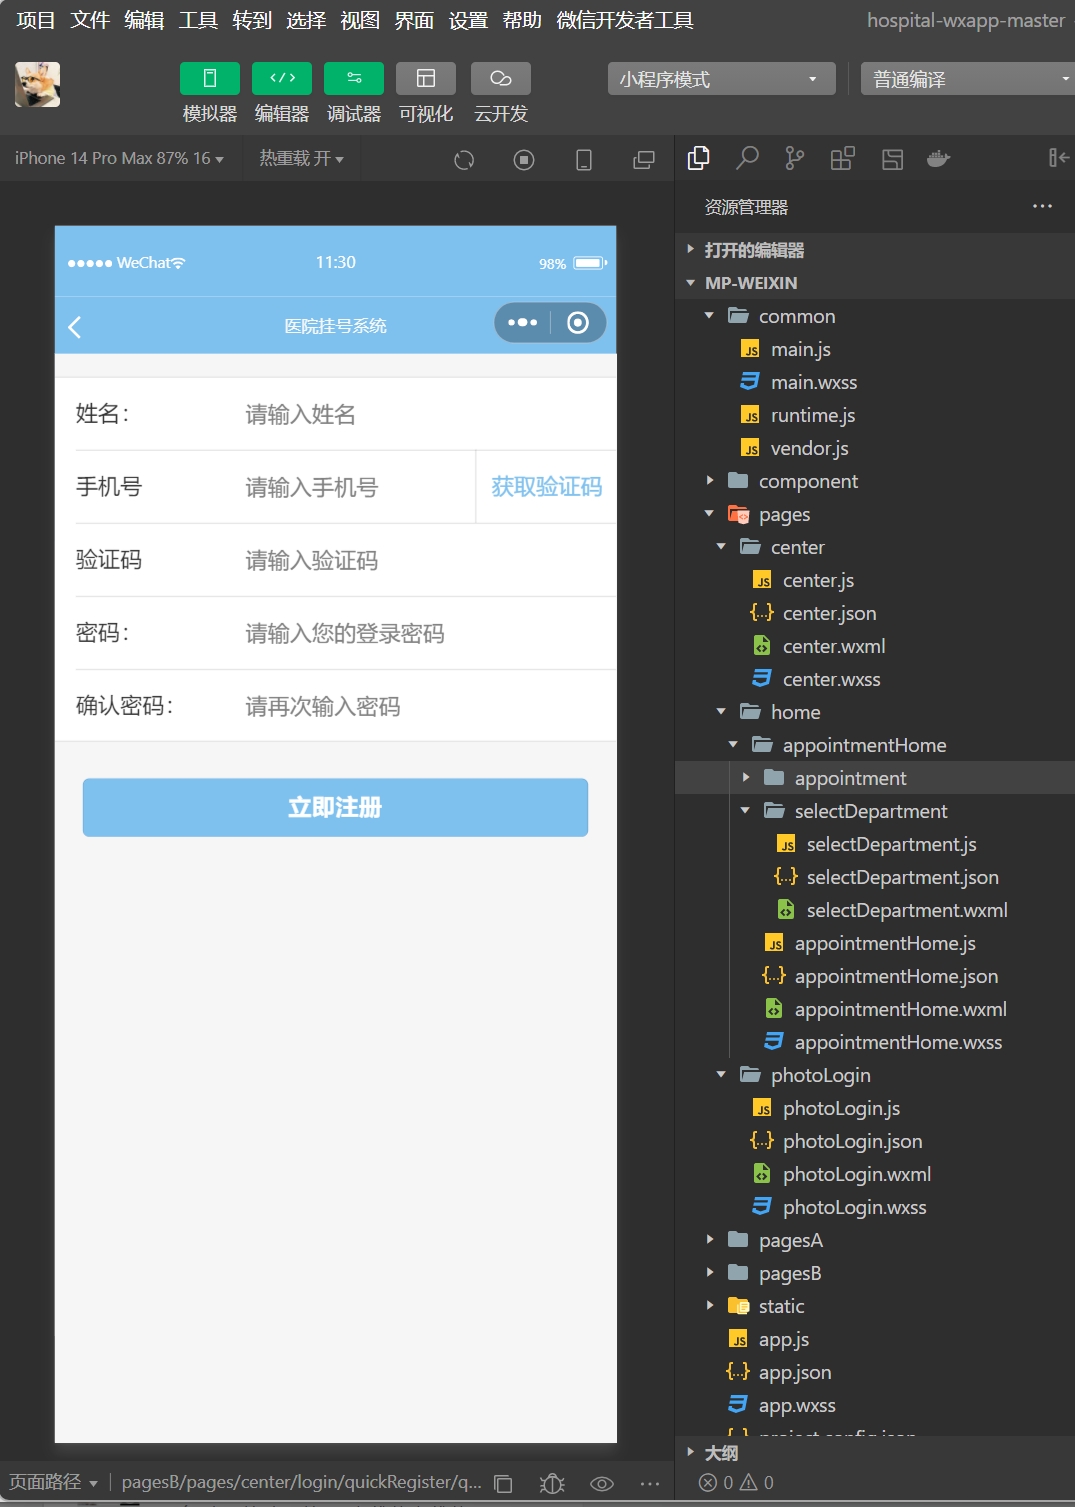 项目 文件 编辑 工具 转到 选择 视图 界面 设置 帮助 微信开发者工具 hospital-wxapp-master
模拟器 编辑器 调试器 可视化 云开发 小程序模式 普通编译
iPhone 14 Pro Max 87% 16 热重载 开
WeChat 11:30 98%
医院挂号系统
姓名： 请输入姓名
手机号 请输入手机号 获取验证码
验证码 请输入验证码
密码： 请输入您的登录密码
确认密码： 请再次输入密码
立即注册
页面路径 pagesB/pages/center/login/quickRegister/q...
资源管理器
打开的编辑器
MP-WEIXIN
common
JS main.js
main.wxss
JS runtime.js
JS vendor.js
component
pages
center
JS center.js
{..} center.json
center.wxml
center.wxss
home
appointmentHome
appointment
selectDepartment
JS selectDepartment.js
{..} selectDepartment.json
selectDepartment.wxml
JS appointmentHome.js
{..} appointmentHome.json
appointmentHome.wxml
appointmentHome.wxss
photoLogin
JS photoLogin.js
{..} photoLogin.json
photoLogin.wxml
photoLogin.wxss
pagesA
pagesB
static
JS app.js
{..} app.json
app.wxss
project.config.json
大纲
0 0